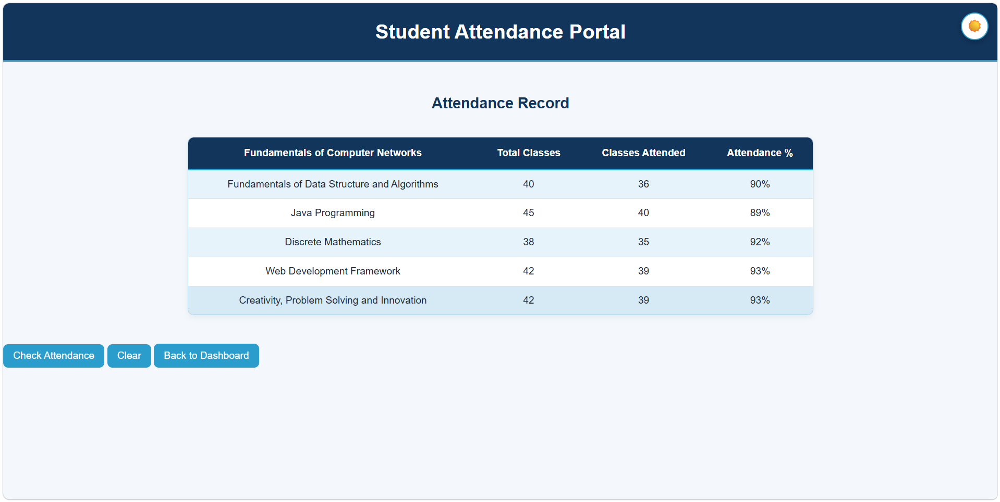 Student Attendance Portal
Attendance Record
Fundamentals of Computer Networks Total Classes Classes Attended Attendance %
Fundamentals of Data Structure and Algorithms 40 36 90%
Java Programming 45 40 89%
Discrete Mathematics 38 35 92%
Web Development Framework 42 39 93%
Creativity, Problem Solving and Innovation 42 39 93%
Check Attendance Clear Back to Dashboard